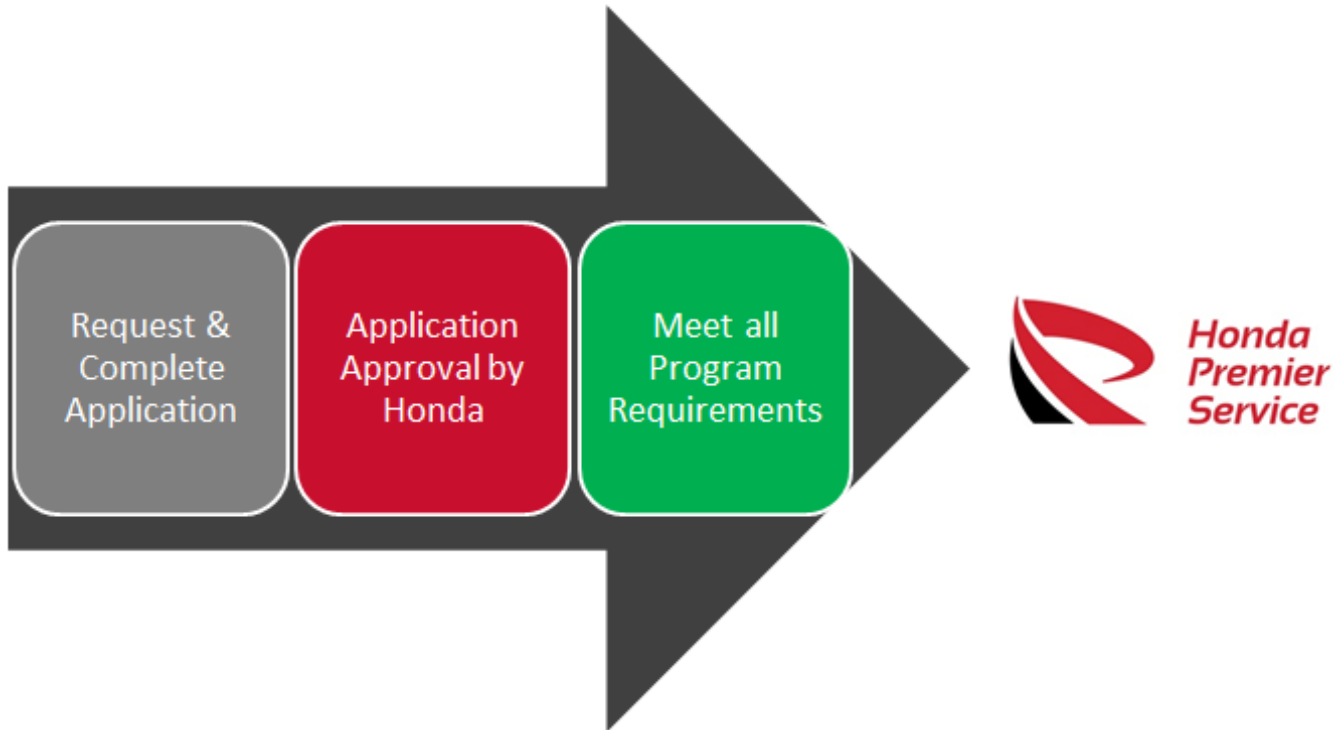 Request &
Complete
Application
Application
Approval by
Honda
Meet all
Program
Requirements
Honda
Premier
Service